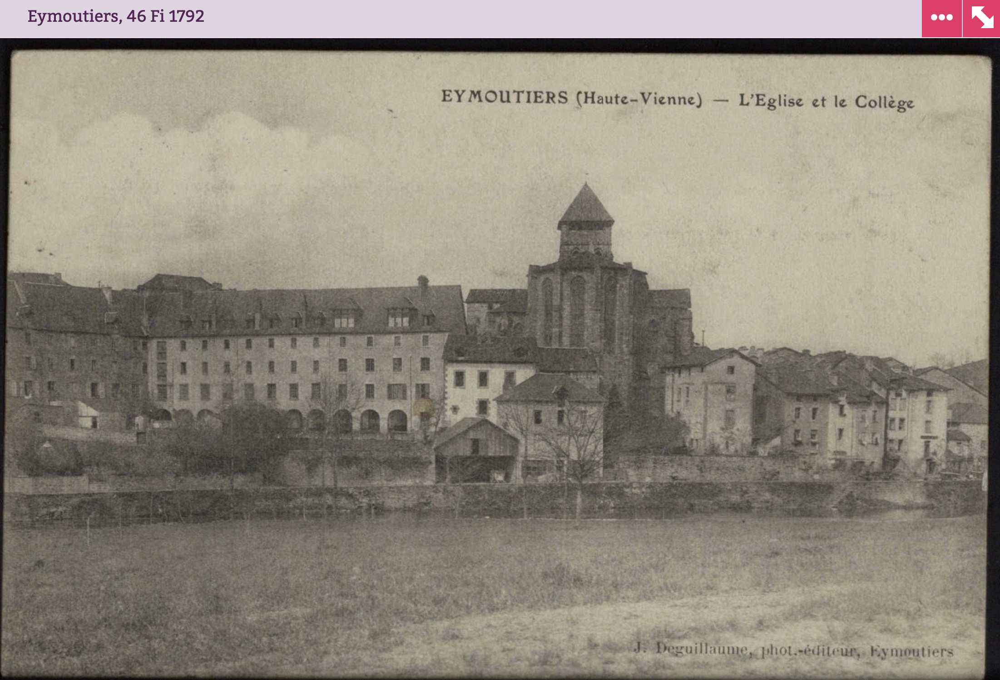 Eymoutiers, 46 Fi 1792
EYMOUTIERS (Haute-Vienne) — L'Eglise et le Collège
J. Deguillaume, phot.-éditeur, Eymoutiers